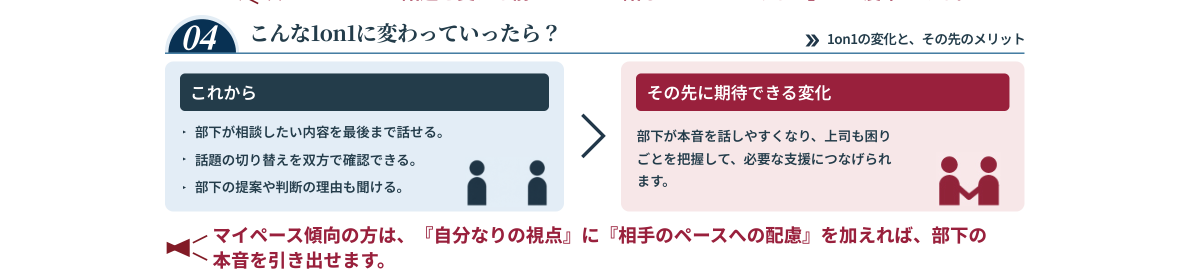 04
こんな1on1に変わっていったら？
1on1の変化と、その先のメリット
これから
・部下が相談したい内容を最後まで話せる。
・話題の切り替えを双方で確認できる。
・部下の提案や判断の理由も聞ける。
その先に期待できる変化
部下が本音を話しやすくなり、上司も困り
ごとを把握して、必要な支援につなげられ
ます。
マイペース傾向の方は、『自分なりの視点』に『相手のペースへの配慮』を加えれば、部下の
本音を引き出せます。